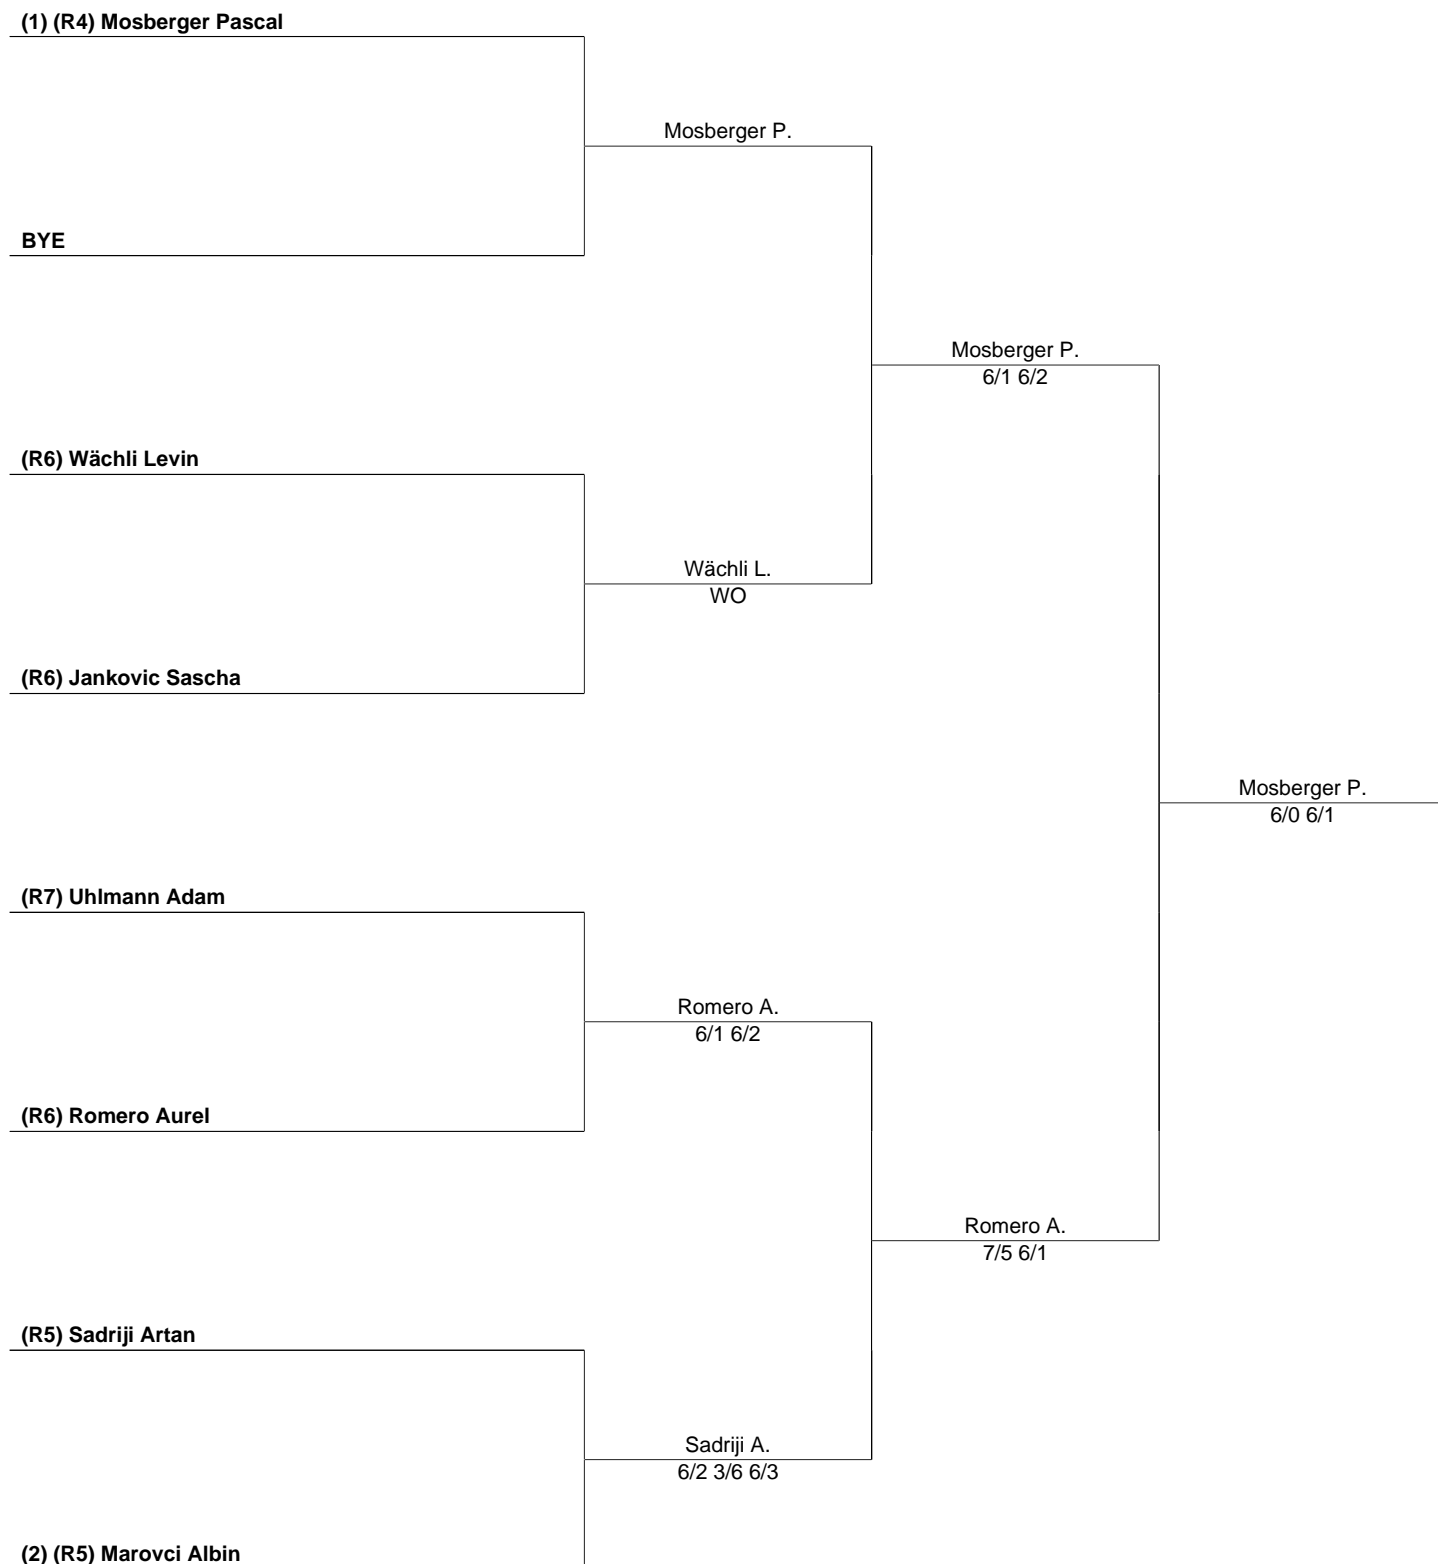 (1) (R4) Mosberger Pascal
Mosberger P.
BYE
Mosberger P.
6/1 6/2
(R6) Wächli Levin
Wächli L.
WO
(R6) Jankovic Sascha
Mosberger P.
6/0 6/1
(R7) Uhlmann Adam
Romero A.
6/1 6/2
(R6) Romero Aurel
Romero A.
7/5 6/1
(R5) Sadriji Artan
Sadriji A.
6/2 3/6 6/3
(2) (R5) Marovci Albin